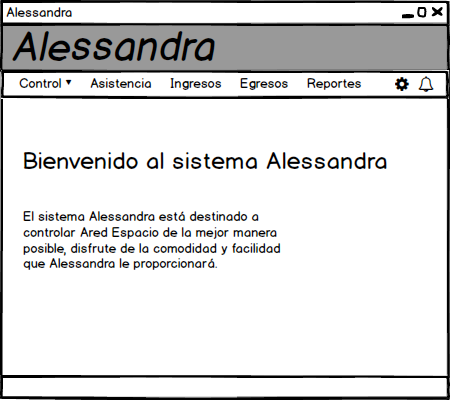 Alessandra
Alessandra
Control Asistencia Ingresos Egresos Reportes
Bienvenido al sistema Alessandra
El sistema Alessandra está destinado a
controlar Ared Espacio de la mejor manera
posible, disfrute de la comodidad y facilidad
que Alessandra le proporcionará.